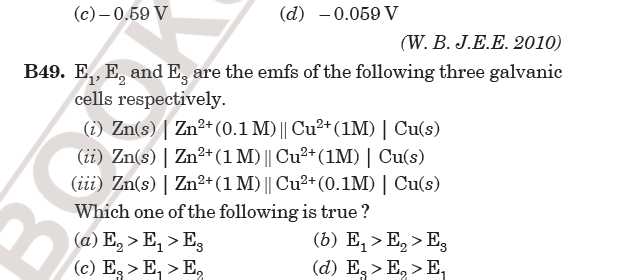 (c) – 0.59 V (d) – 0.059 V
(W. B. J.E.E. 2010)
B49. E₁, E₂ and E₃ are the emfs of the following three galvanic
cells respectively.
(i) Zn(s) | Zn²⁺(0.1 M) || Cu²⁺(1M) | Cu(s)
(ii) Zn(s) | Zn²⁺(1 M) || Cu²⁺(1M) | Cu(s)
(iii) Zn(s) | Zn²⁺(1 M) || Cu²⁺(0.1M) | Cu(s)
Which one of the following is true ?
(a) E₂ > E₁ > E₃ (b) E₁ > E₂ > E₃
(c) E₃ > E₁ > E₂ (d) E₃ > E₂ > E₁